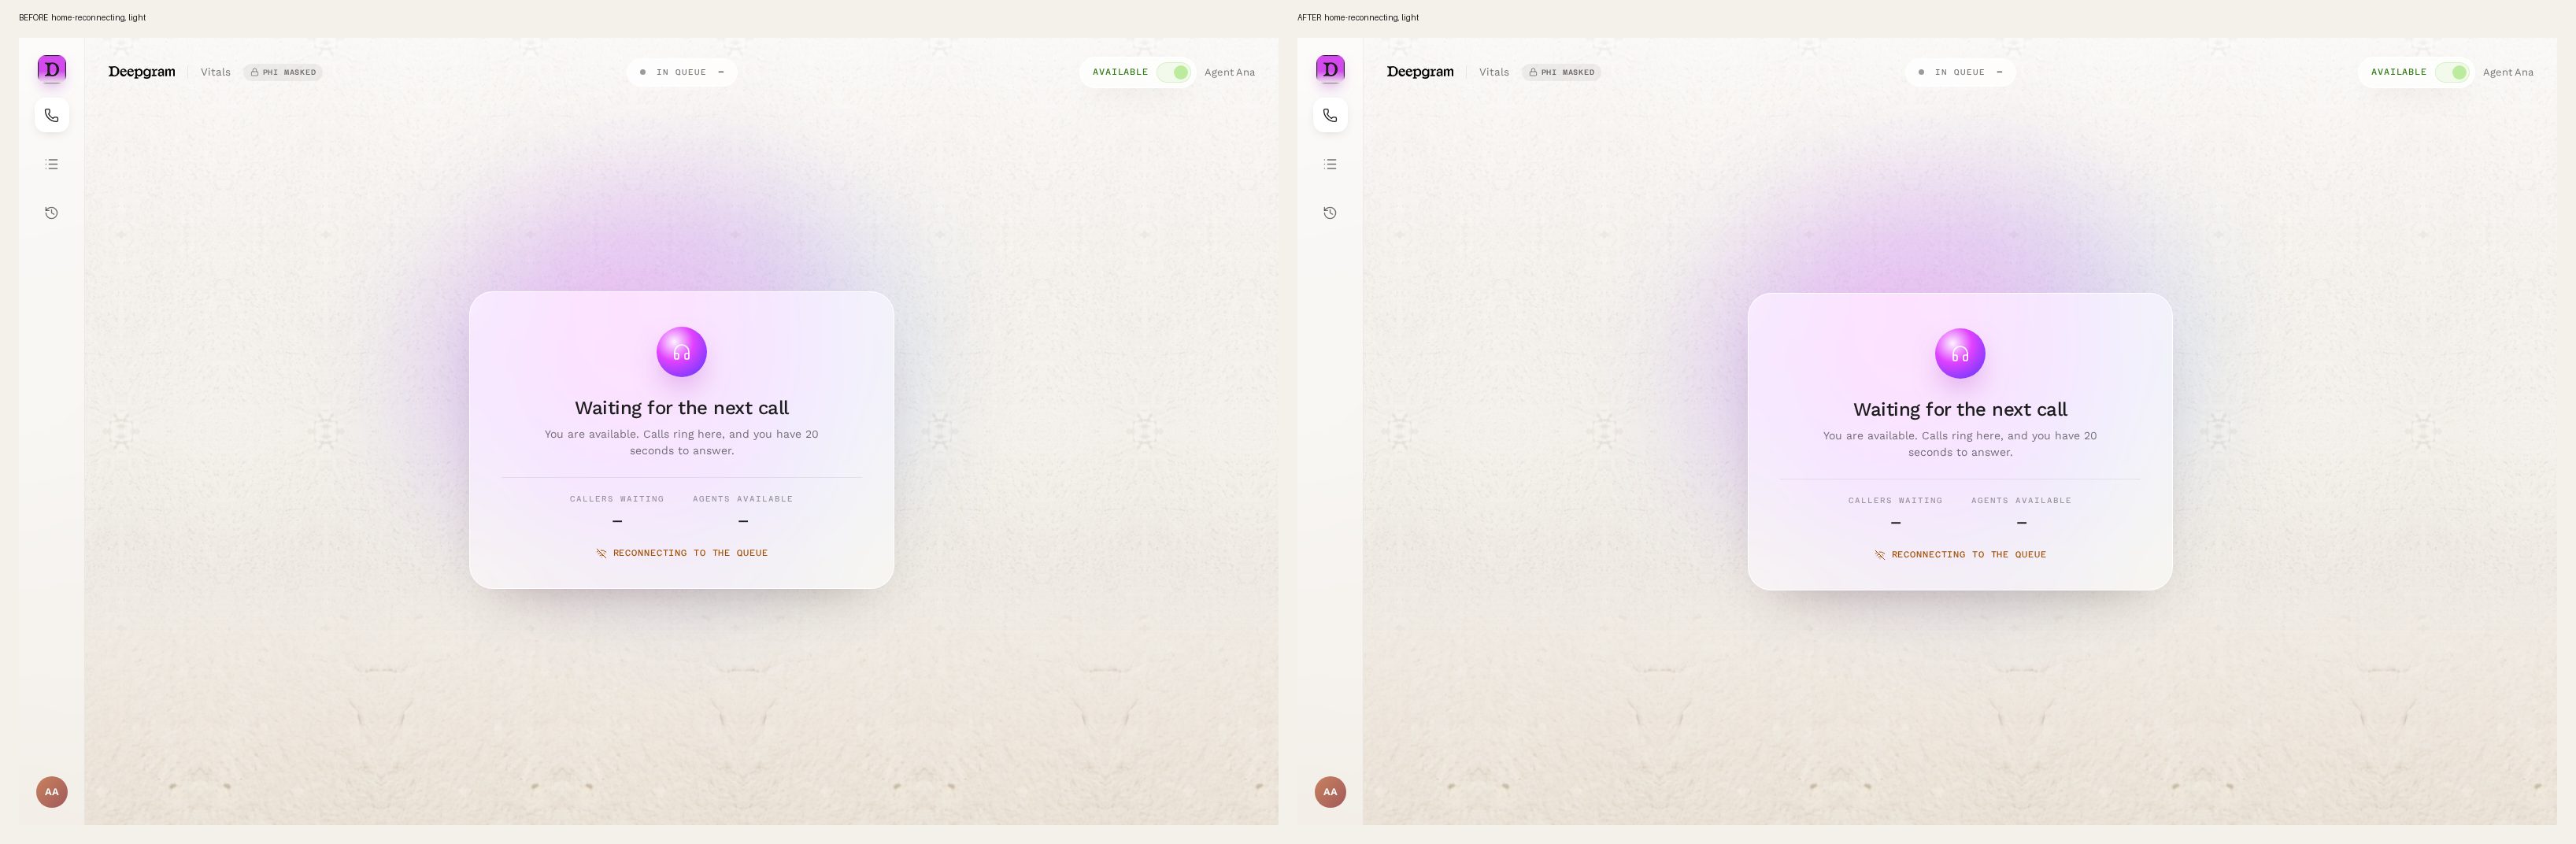 BEFORE home-reconnecting, light
D
Deepgram Vitals PHI MASKED
IN QUEUE –
AVAILABLE Agent Ana
Waiting for the next call
You are available. Calls ring here, and you have 20
seconds to answer.
CALLERS WAITING AGENTS AVAILABLE
– –
RECONNECTING TO THE QUEUE
AA
AFTER home-reconnecting, light
D
Deepgram Vitals PHI MASKED
IN QUEUE –
AVAILABLE Agent Ana
Waiting for the next call
You are available. Calls ring here, and you have 20
seconds to answer.
CALLERS WAITING AGENTS AVAILABLE
– –
RECONNECTING TO THE QUEUE
AA